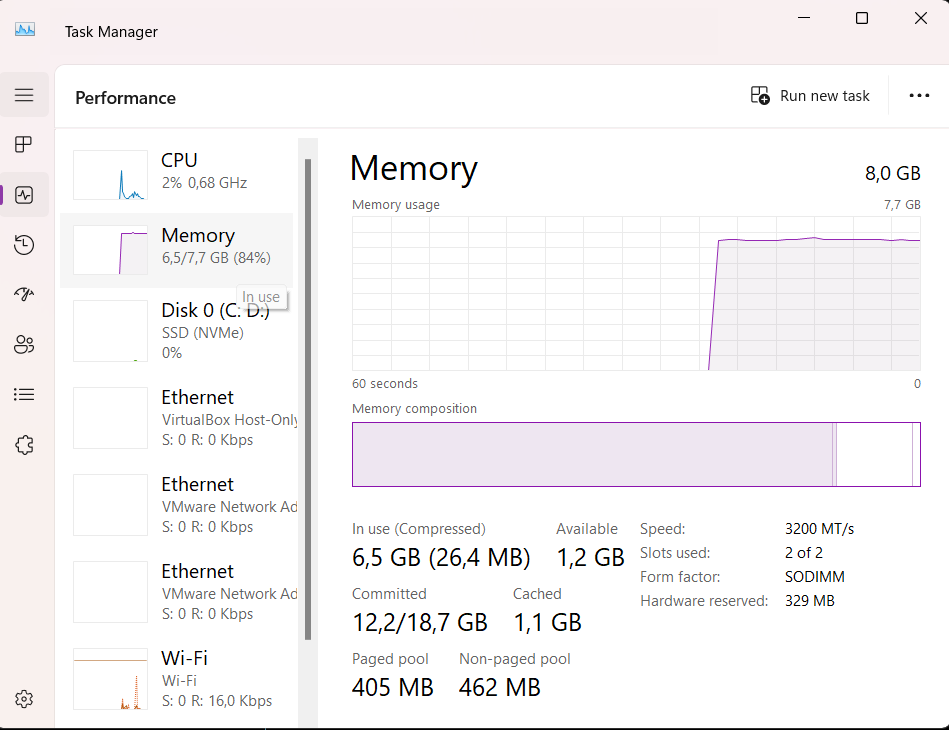 Task Manager
Performance
Run new task
CPU
2% 0,68 GHz
Memory
6,5/7,7 GB (84%)
In use
Disk 0 (C: D:)
SSD (NVMe)
0%
Ethernet
VirtualBox Host-Only
S: 0 R: 0 Kbps
Ethernet
VMware Network Ad
S: 0 R: 0 Kbps
Ethernet
VMware Network Ad
S: 0 R: 0 Kbps
Wi-Fi
Wi-Fi
S: 0 R: 16,0 Kbps
Memory 8,0 GB
Memory usage 7,7 GB
60 seconds 0
Memory composition
In use (Compressed) Available
6,5 GB (26,4 MB) 1,2 GB
Committed Cached
12,2/18,7 GB 1,1 GB
Paged pool Non-paged pool
405 MB 462 MB
Speed: 3200 MT/s
Slots used: 2 of 2
Form factor: SODIMM
Hardware reserved: 329 MB